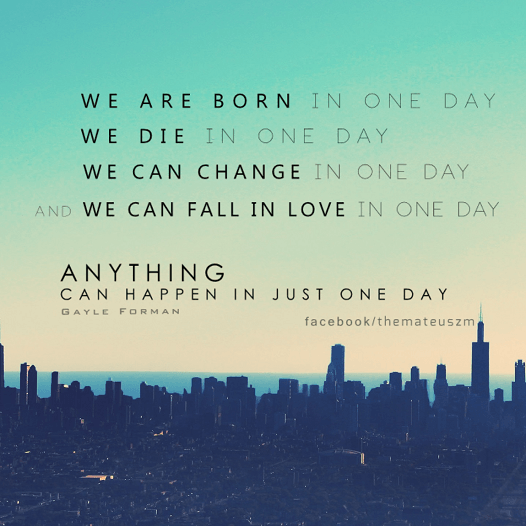 WE ARE BORN IN ONE DAY
WE DIE IN ONE DAY
WE CAN CHANGE IN ONE DAY
AND WE CAN FALL IN LOVE IN ONE DAY
ANYTHING
CAN HAPPEN IN JUST ONE DAY
GAYLE FORMAN
facebook/themateuszm